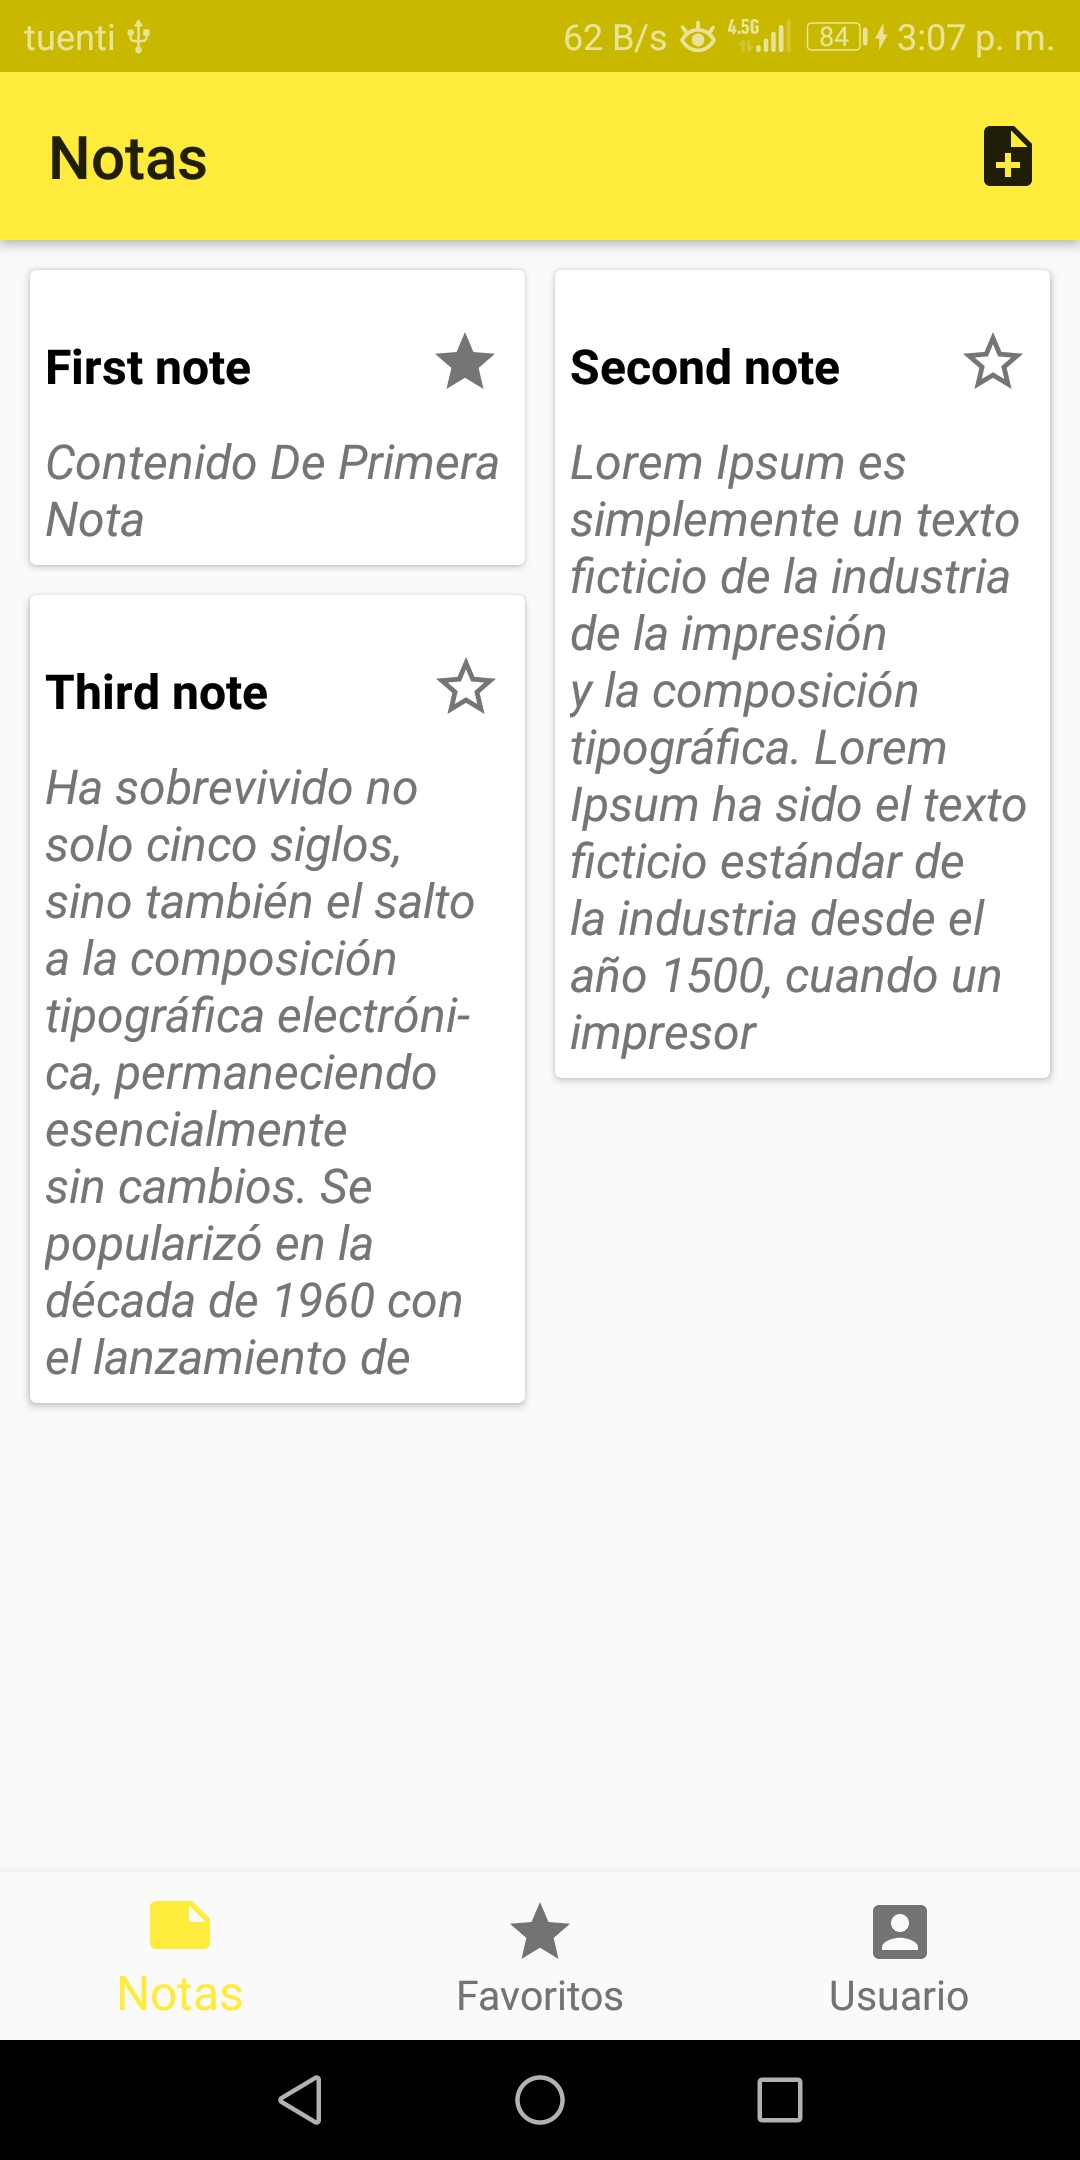 tuenti 62 B/s 4.5G 84 3:07 p. m.
Notas
First note
Contenido De Primera
Nota
Second note
Lorem Ipsum es
simplemente un texto
ficticio de la industria
de la impresión
y la composición
tipográfica. Lorem
Ipsum ha sido el texto
ficticio estándar de
la industria desde el
año 1500, cuando un
impresor
Third note
Ha sobrevivido no
solo cinco siglos,
sino también el salto
a la composición
tipográfica electróni-
ca, permaneciendo
esencialmente
sin cambios. Se
popularizó en la
década de 1960 con
el lanzamiento de
Notas
Favoritos
Usuario